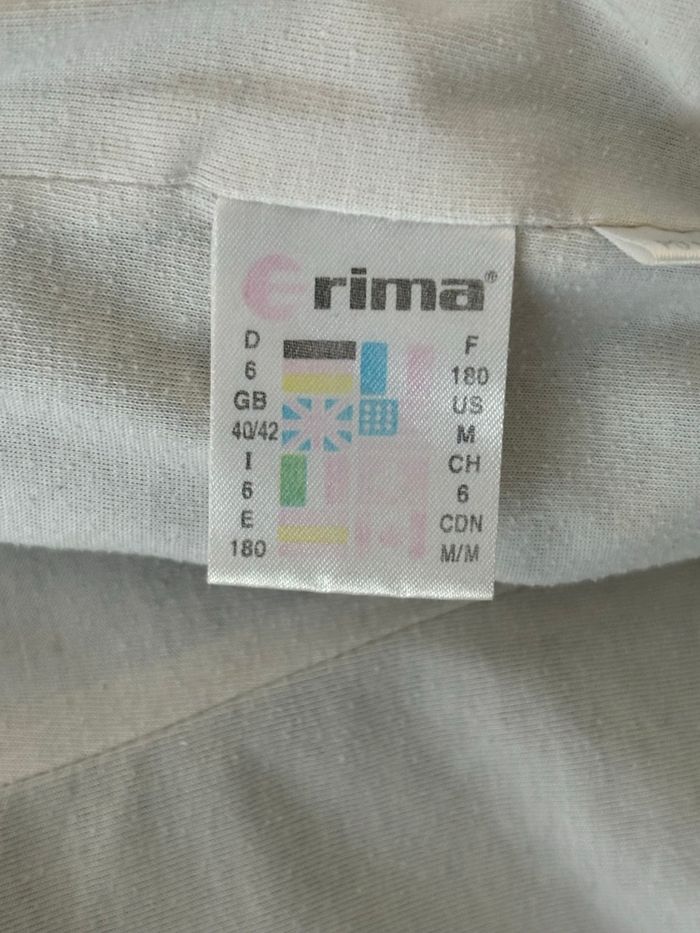 erima®
D
6
GB
40/42
I
6
E
180
F
180
US
M
CH
6
CDN
M/M